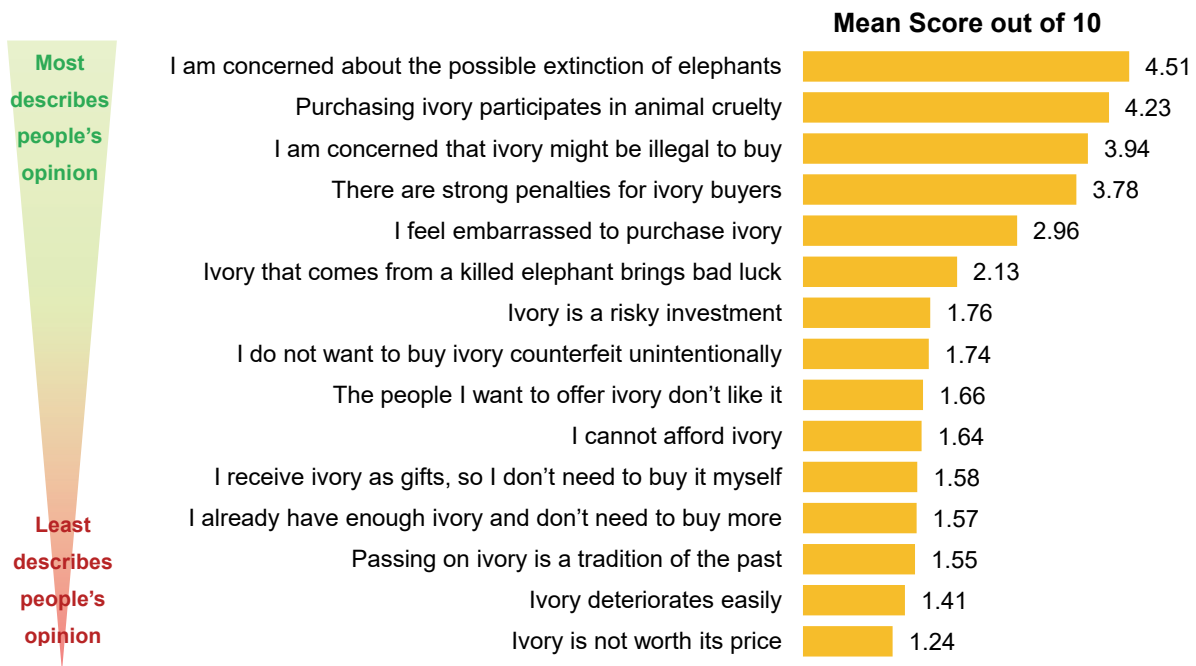 Mean Score out of 10
Most
describes
people's
opinion
I am concerned about the possible extinction of elephants 4.51
Purchasing ivory participates in animal cruelty 4.23
I am concerned that ivory might be illegal to buy 3.94
There are strong penalties for ivory buyers 3.78
I feel embarrassed to purchase ivory 2.96
Ivory that comes from a killed elephant brings bad luck 2.13
Ivory is a risky investment 1.76
I do not want to buy ivory counterfeit unintentionally 1.74
The people I want to offer ivory don't like it 1.66
I cannot afford ivory 1.64
I receive ivory as gifts, so I don't need to buy it myself 1.58
I already have enough ivory and don't need to buy more 1.57
Passing on ivory is a tradition of the past 1.55
Ivory deteriorates easily 1.41
Ivory is not worth its price 1.24
Least
describes
people's
opinion